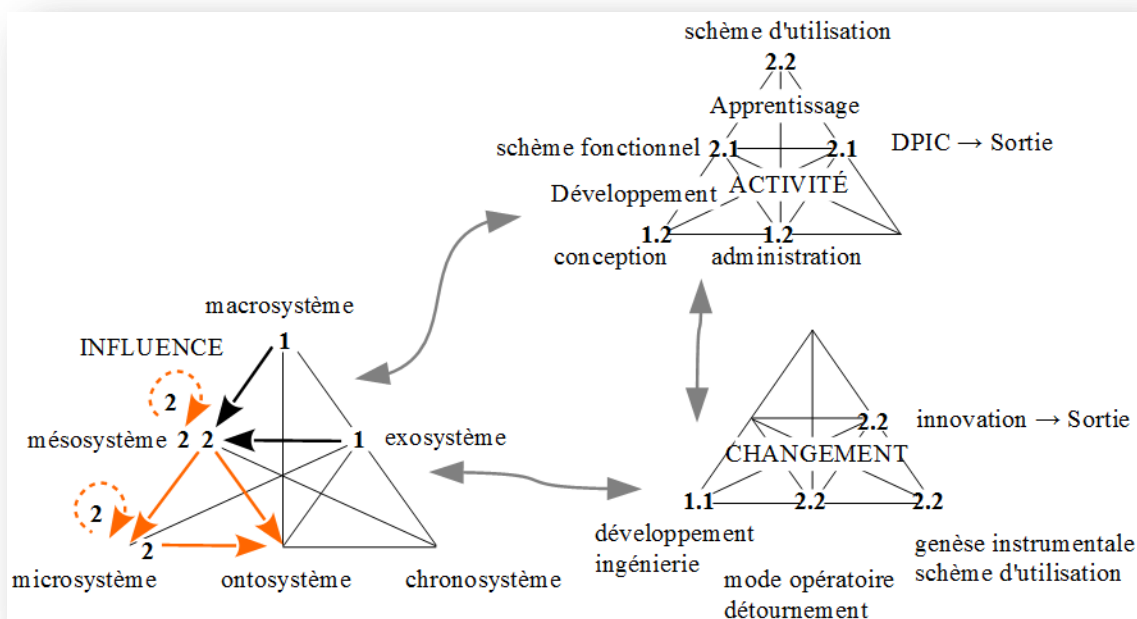 schème d'utilisation
2.2
Apprentissage
schème fonctionnel 2.1 2.1 DPIC → Sortie
Développement ACTIVITÉ
1.2 1.2
conception administration
macrosystème
1
INFLUENCE
2
mésosystème 2 2 1 exosystème
2
2
microsystème ontosystème chronosystème
2.2 innovation → Sortie
CHANGEMENT
1.1 2.2 2.2
développement
ingénierie
mode opératoire
détournement
genèse instrumentale
schème d'utilisation